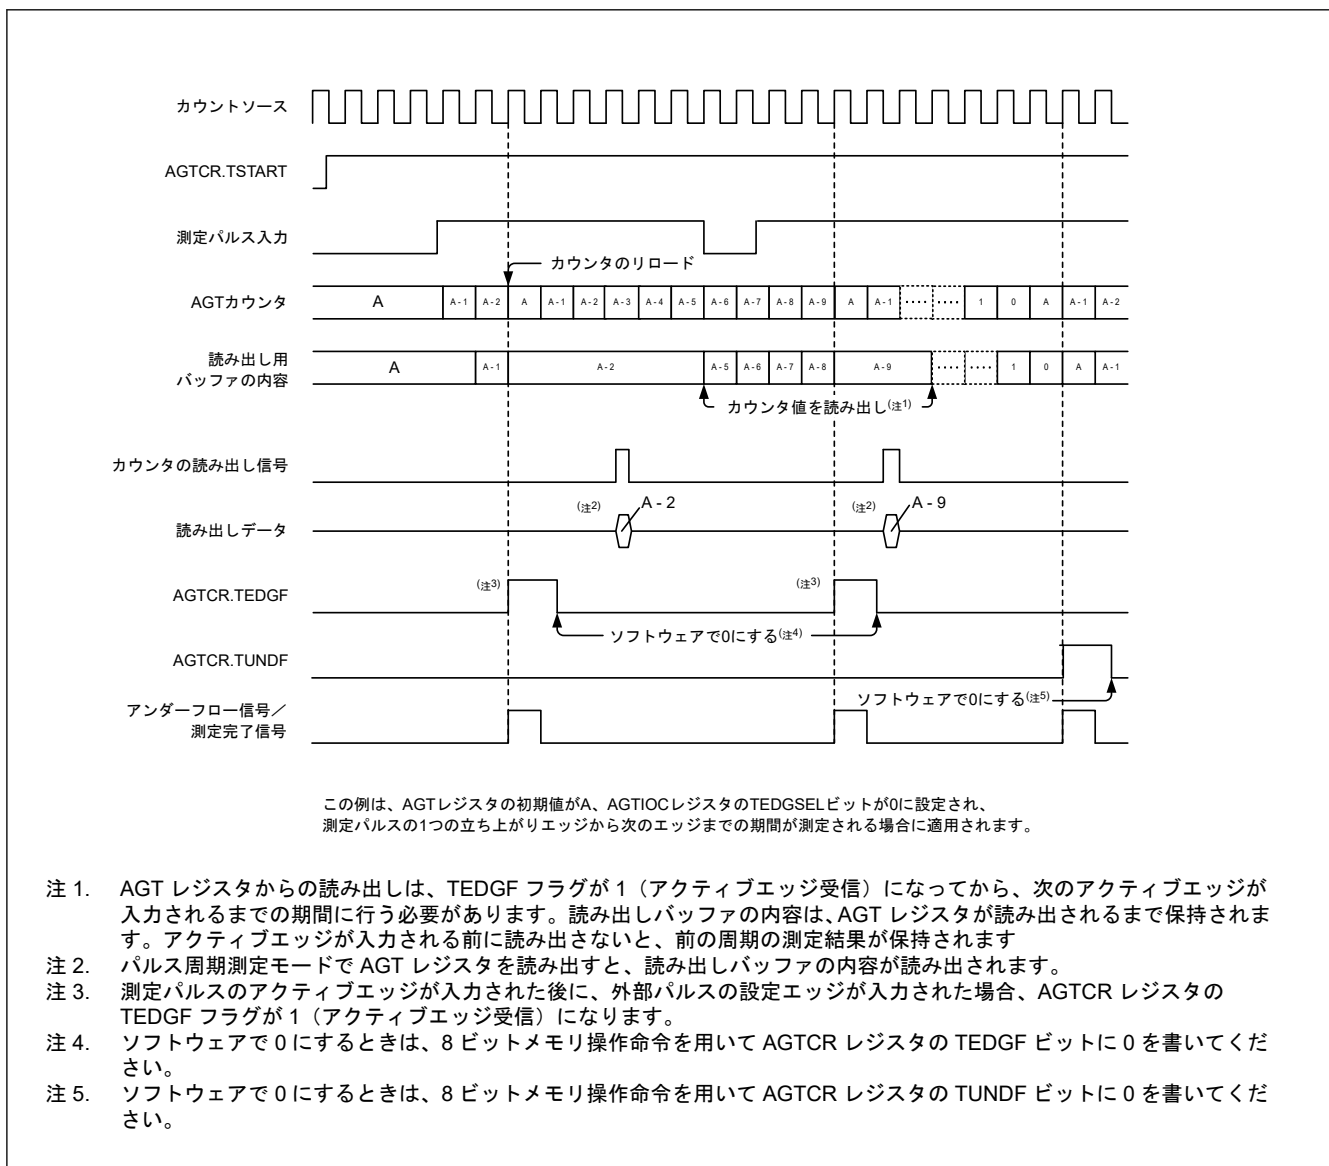 カウントソース
AGTCR.TSTART
測定パルス入力
カウンタのリロード
AGTカウンタ
A A-1 A-2 A A-1 A-2 A-3 A-4 A-5 A-6 A-7 A-8 A-9 A A-1 ···· ···· 1 0 A A-1 A-2
読み出し用
バッファの内容
A A-1 A-2 A-5 A-6 A-7 A-8 A-9 ···· ···· 1 0 A A-1
カウンタ値を読み出し(注1)
カウンタの読み出し信号
(注2) A-2 (注2) A-9
読み出しデータ
(注3) (注3)
AGTCR.TEDGF
ソフトウェアで0にする(注4)
AGTCR.TUNDF
ソフトウェアで0にする(注5)
アンダーフロー信号／
測定完了信号
この例は、AGTレジスタの初期値がA、AGTIOCレジスタのTEDGSELビットが0に設定され、
測定パルスの1つの立ち上がりエッジから次のエッジまでの期間が測定される場合に適用されます。
注 1. AGT レジスタからの読み出しは、TEDGF フラグが 1（アクティブエッジ受信）になってから、次のアクティブエッジが
入力されるまでの期間に行う必要があります。読み出しバッファの内容は、AGT レジスタが読み出されるまで保持されま
す。アクティブエッジが入力される前に読み出さないと、前の周期の測定結果が保持されます
注 2. パルス周期測定モードで AGT レジスタを読み出すと、読み出しバッファの内容が読み出されます。
注 3. 測定パルスのアクティブエッジが入力された後に、外部パルスの設定エッジが入力された場合、AGTCR レジスタの
TEDGF フラグが 1（アクティブエッジ受信）になります。
注 4. ソフトウェアで 0 にするときは、8 ビットメモリ操作命令を用いて AGTCR レジスタの TEDGF ビットに 0 を書いてくだ
さい。
注 5. ソフトウェアで 0 にするときは、8 ビットメモリ操作命令を用いて AGTCR レジスタの TUNDF ビットに 0 を書いてくだ
さい。